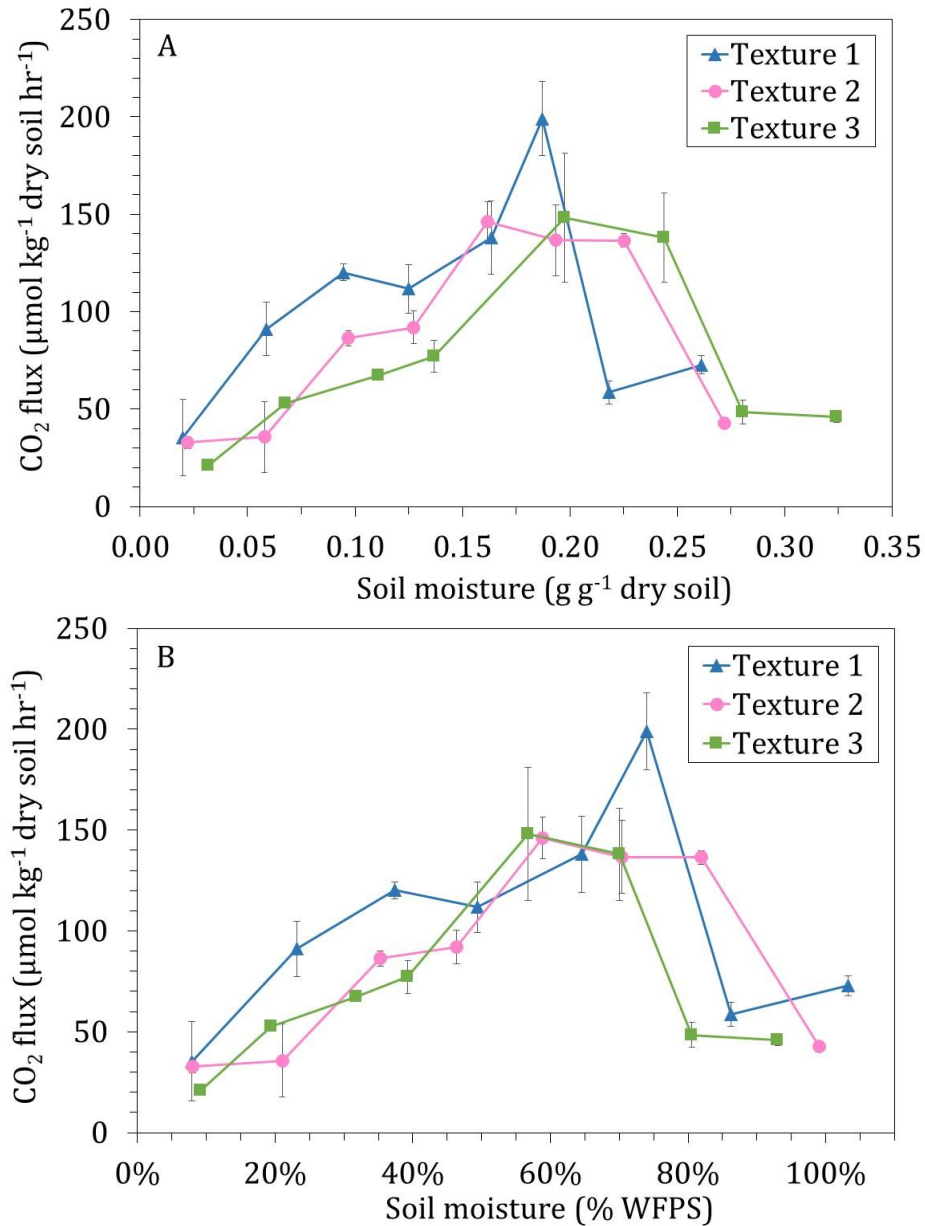 A
Texture 1
Texture 2
Texture 3
250
200
150
100
50
0
CO₂ flux (µmol kg⁻¹ dry soil hr⁻¹)
0.00 0.05 0.10 0.15 0.20 0.25 0.30 0.35
Soil moisture (g g⁻¹ dry soil)
B
Texture 1
Texture 2
Texture 3
250
200
150
100
50
0
CO₂ flux (µmol kg⁻¹ dry soil hr⁻¹)
0% 20% 40% 60% 80% 100%
Soil moisture (% WFPS)